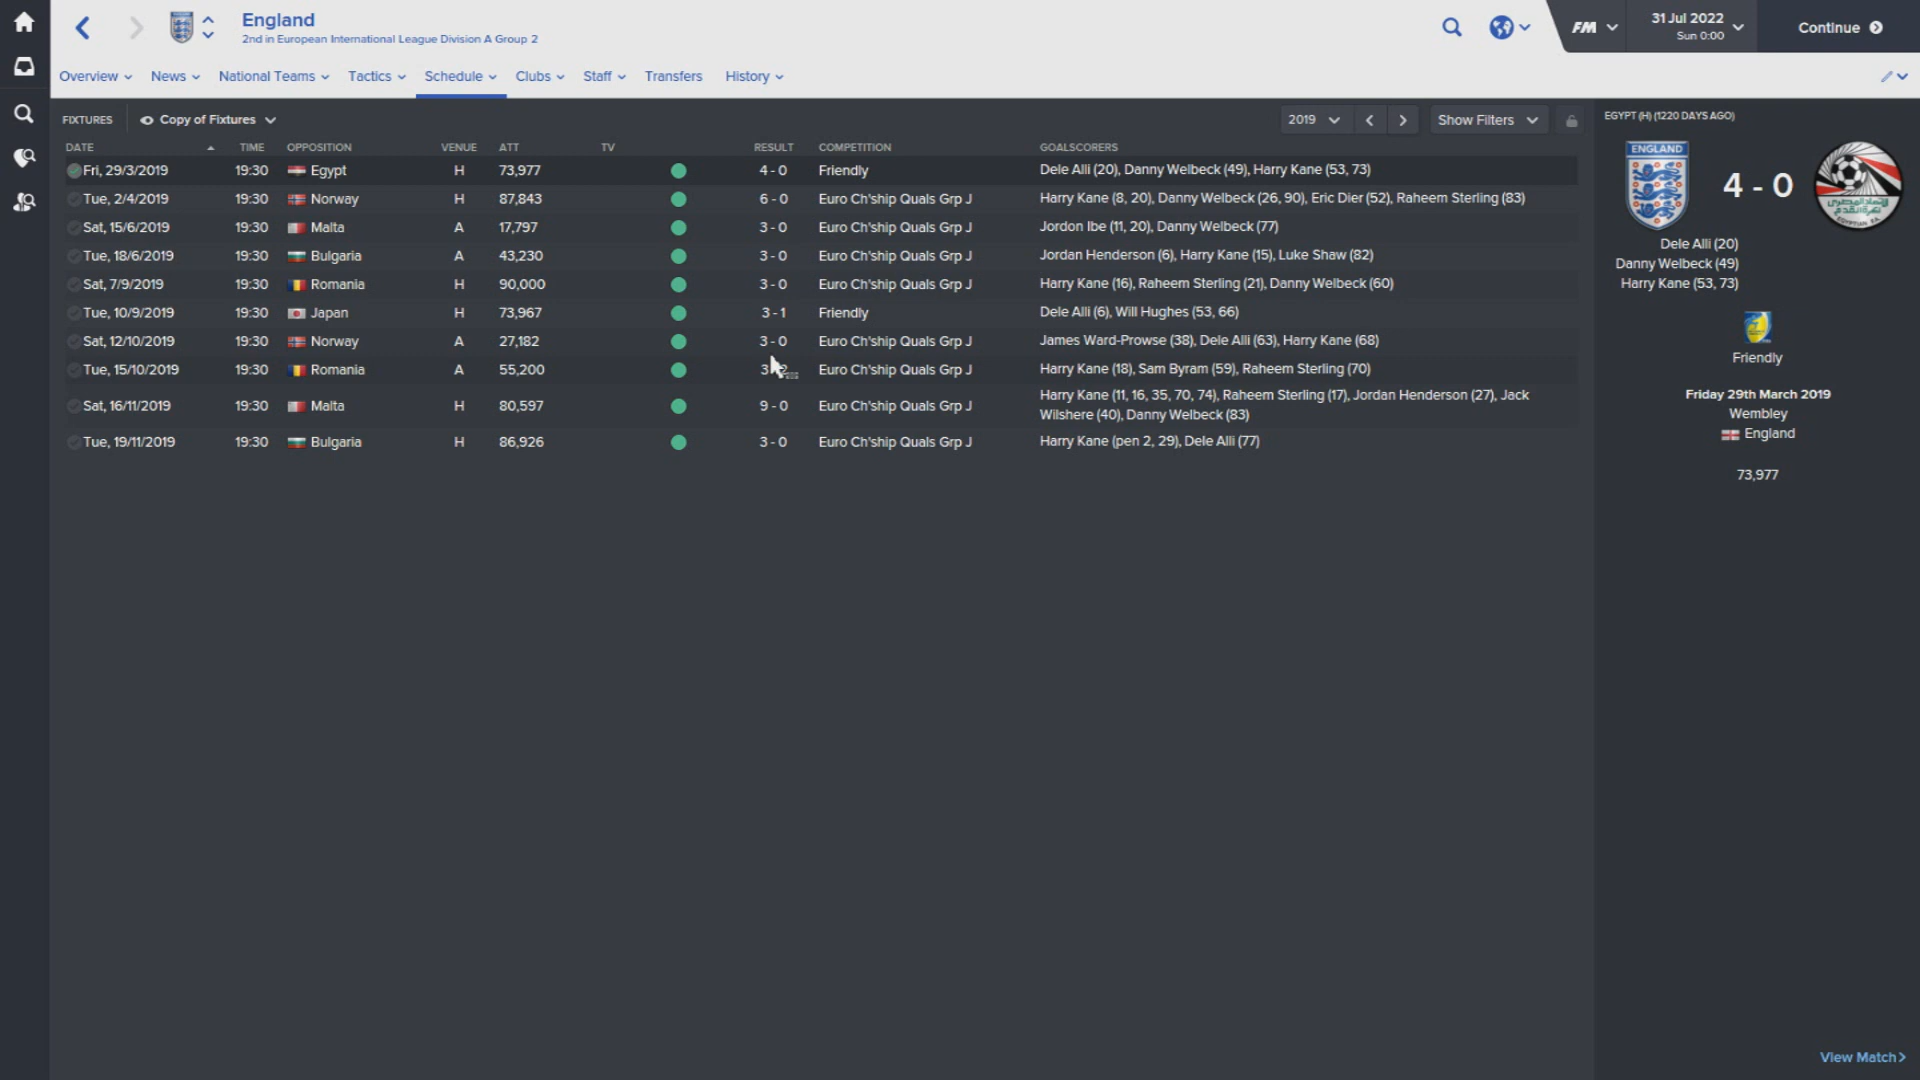 England
2nd in European International League Division A Group 2
FM
31 Jul 2022
Sun 0:00
Continue
Overview News National Teams Tactics Schedule Clubs Staff Transfers History
FIXTURES Copy of Fixtures 2019 Show Filters
DATE TIME OPPOSITION VENUE ATT TV RESULT COMPETITION GOALSCORERS
Fri, 29/3/2019 19:30 Egypt H 73,977 4 - 0 Friendly Dele Alli (20), Danny Welbeck (49), Harry Kane (53, 73)
Tue, 2/4/2019 19:30 Norway H 87,843 6 - 0 Euro Ch'ship Quals Grp J Harry Kane (8, 20), Danny Welbeck (26, 90), Eric Dier (52), Raheem Sterling (83)
Sat, 15/6/2019 19:30 Malta A 17,797 3 - 0 Euro Ch'ship Quals Grp J Jordon Ibe (11, 20), Danny Welbeck (77)
Tue, 18/6/2019 19:30 Bulgaria A 43,230 3 - 0 Euro Ch'ship Quals Grp J Jordan Henderson (6), Harry Kane (15), Luke Shaw (82)
Sat, 7/9/2019 19:30 Romania H 90,000 3 - 0 Euro Ch'ship Quals Grp J Harry Kane (16), Raheem Sterling (21), Danny Welbeck (60)
Tue, 10/9/2019 19:30 Japan H 73,967 3 - 1 Friendly Dele Alli (6), Will Hughes (53, 66)
Sat, 12/10/2019 19:30 Norway A 27,182 3 - 0 Euro Ch'ship Quals Grp J James Ward-Prowse (38), Dele Alli (63), Harry Kane (68)
Tue, 15/10/2019 19:30 Romania A 55,200 3 Euro Ch'ship Quals Grp J Harry Kane (18), Sam Byram (59), Raheem Sterling (70)
Sat, 16/11/2019 19:30 Malta H 80,597 9 - 0 Euro Ch'ship Quals Grp J Harry Kane (11, 16, 35, 70, 74), Raheem Sterling (17), Jordan Henderson (27), Jack
Wilshere (40), Danny Welbeck (83)
Tue, 19/11/2019 19:30 Bulgaria H 86,926 3 - 0 Euro Ch'ship Quals Grp J Harry Kane (pen 2, 29), Dele Alli (77)
EGYPT (H) (1220 DAYS AGO)
ENGLAND
4 - 0
Dele Alli (20)
Danny Welbeck (49)
Harry Kane (53, 73)
Friendly
Friday 29th March 2019
Wembley
England
73,977
View Match